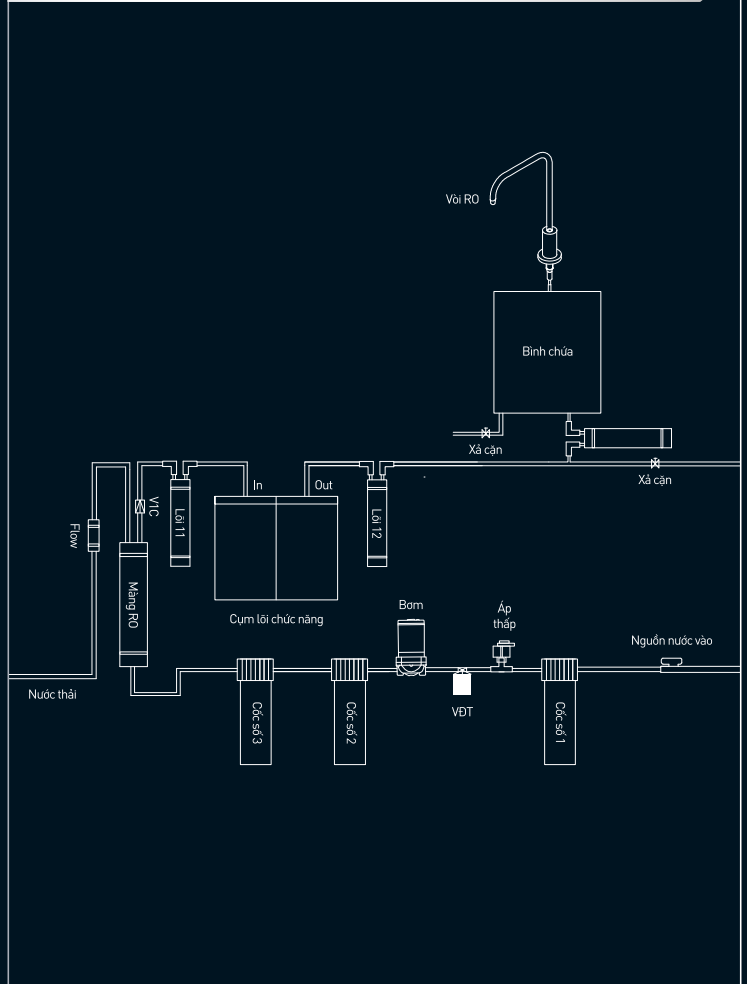 Vòi RO
Bình chứa
Xả cặn
Xả cặn
In
Out
V1C
Lõi 11
Lõi 12
Flow
Màng RO
Cụm lõi chức năng
Bơm
Áp
thấp
Nguồn nước vào
Nước thải
VĐT
Cốc số 3
Cốc số 2
Cốc số 1